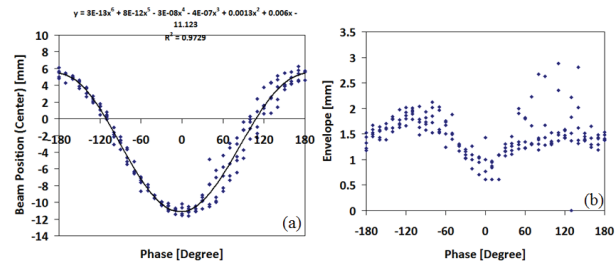 y = 3E-13x⁶ + 8E-12x⁵ - 3E-08x⁴ - 4E-07x³ + 0.0013x² + 0.006x -
11.123
R² = 0.9729
Beam Position (Center) [mm]
10
8
6
4
2
0
-2
-4
-6
-8
-10
-12
-14
-180 -120 -60 0 60 120 180
(a)
Phase [Degree]
Envelope [mm]
3.5
3
2.5
2
1.5
1
0.5
0
-180 -120 -60 0 60 120 180
(b)
Phase [Degree]